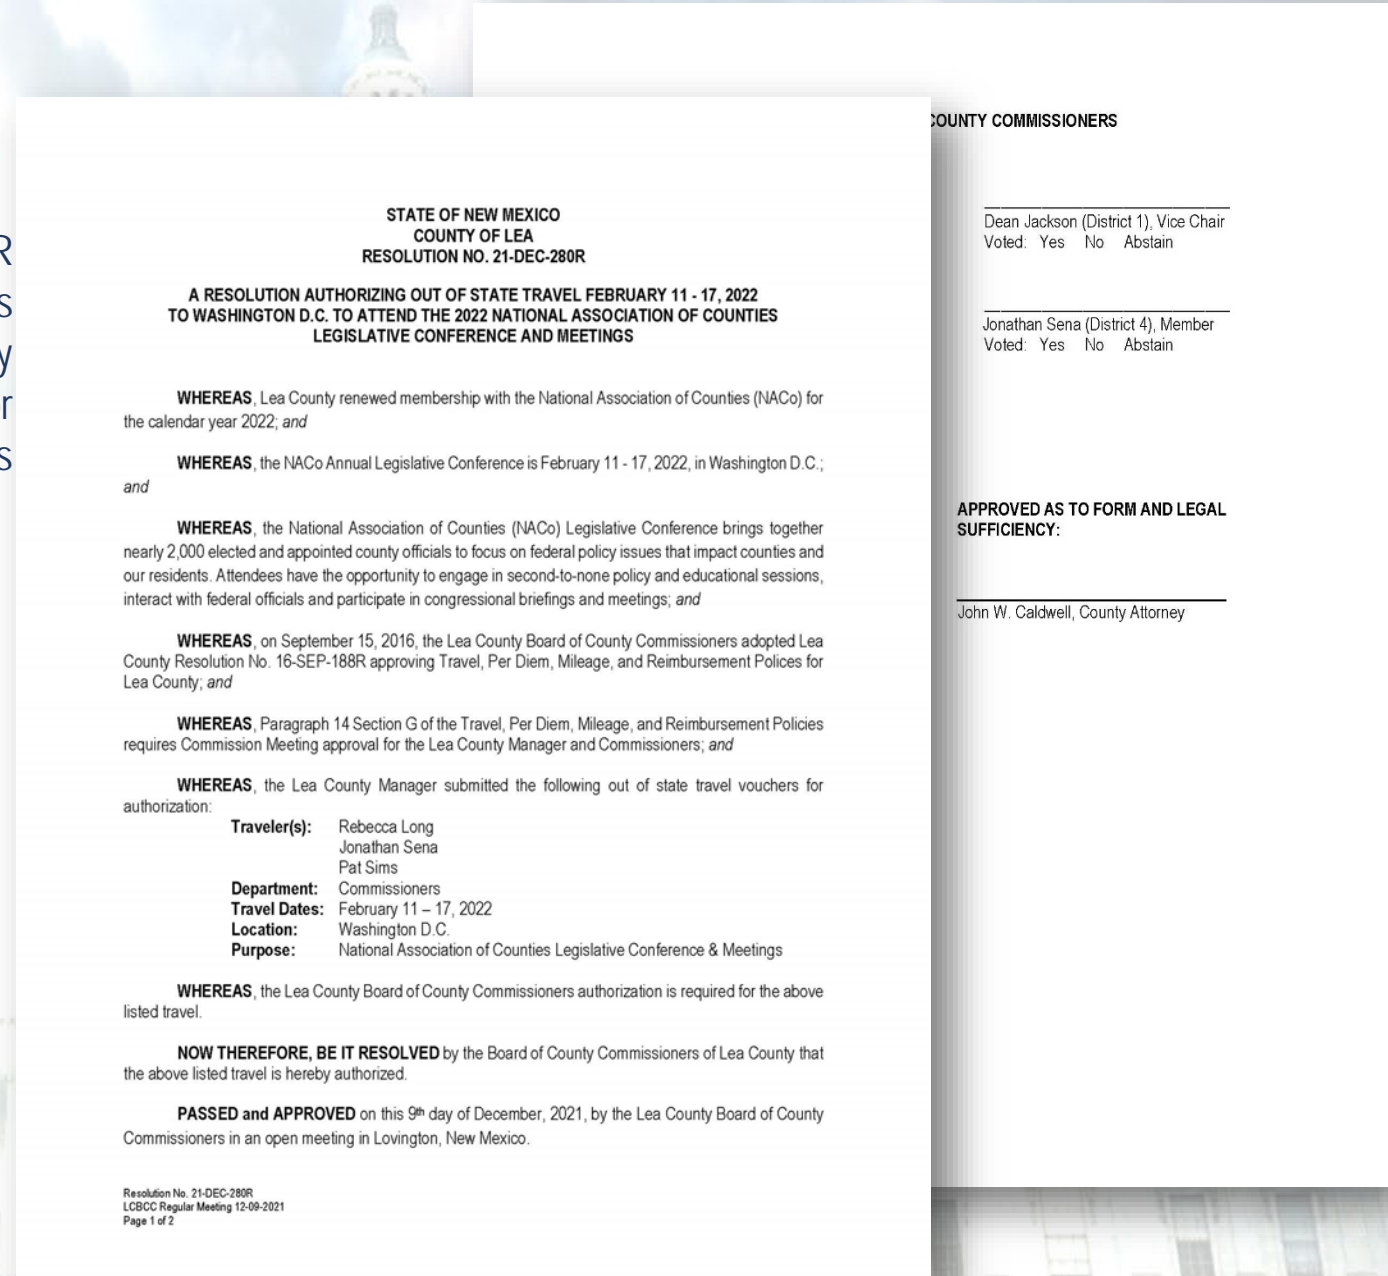 STATE OF NEW MEXICO
COUNTY OF LEA
RESOLUTION NO. 21-DEC-280R
A RESOLUTION AUTHORIZING OUT OF STATE TRAVEL FEBRUARY 11 - 17, 2022
TO WASHINGTON D.C. TO ATTEND THE 2022 NATIONAL ASSOCIATION OF COUNTIES
LEGISLATIVE CONFERENCE AND MEETINGS
WHEREAS, Lea County renewed membership with the National Association of Counties (NACo) for
the calendar year 2022; and
WHEREAS, the NACo Annual Legislative Conference is February 11 - 17, 2022, in Washington D.C.;
and
WHEREAS, the National Association of Counties (NACo) Legislative Conference brings together
nearly 2,000 elected and appointed county officials to focus on federal policy issues that impact counties and
our residents. Attendees have the opportunity to engage in second-to-none policy and educational sessions,
interact with federal officials and participate in congressional briefings and meetings; and
WHEREAS, on September 15, 2016, the Lea County Board of County Commissioners adopted Lea
County Resolution No. 16-SEP-188R approving Travel, Per Diem, Mileage, and Reimbursement Polices for
Lea County; and
WHEREAS, Paragraph 14 Section G of the Travel, Per Diem, Mileage, and Reimbursement Policies
requires Commission Meeting approval for the Lea County Manager and Commissioners; and
WHEREAS, the Lea County Manager submitted the following out of state travel vouchers for
authorization:
Traveler(s): Rebecca Long
Jonathan Sena
Pat Sims
Department: Commissioners
Travel Dates: February 11 – 17, 2022
Location: Washington D.C.
Purpose: National Association of Counties Legislative Conference & Meetings
WHEREAS, the Lea County Board of County Commissioners authorization is required for the above
listed travel.
NOW THEREFORE, BE IT RESOLVED by the Board of County Commissioners of Lea County that
the above listed travel is hereby authorized.
PASSED and APPROVED on this 9th day of December, 2021, by the Lea County Board of County
Commissioners in an open meeting in Lovington, New Mexico.
Resolution No. 21-DEC-280R
LCBCC Regular Meeting 12-09-2021
Page 1 of 2
COUNTY COMMISSIONERS
Dean Jackson (District 1), Vice Chair
Voted: Yes No Abstain
Jonathan Sena (District 4), Member
Voted: Yes No Abstain
APPROVED AS TO FORM AND LEGAL
SUFFICIENCY:
John W. Caldwell, County Attorney